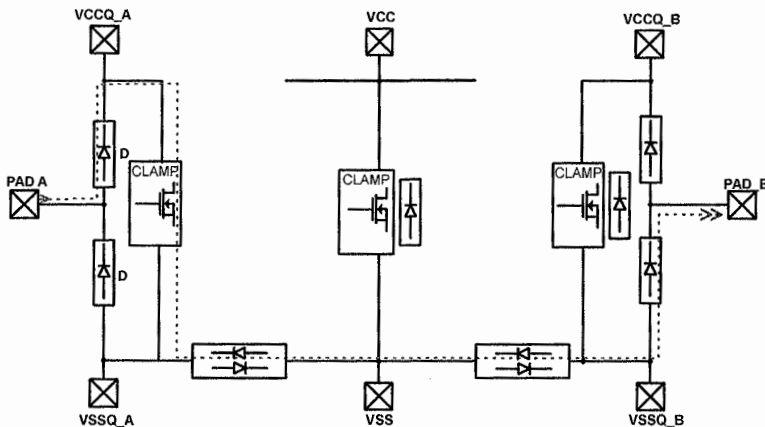 VCCQ_A
VCC
VCCQ_B
D
CLAMP
CLAMP
CLAMP
PAD A
PAD_B
D
VSSQ_A
VSS
VSSQ_B